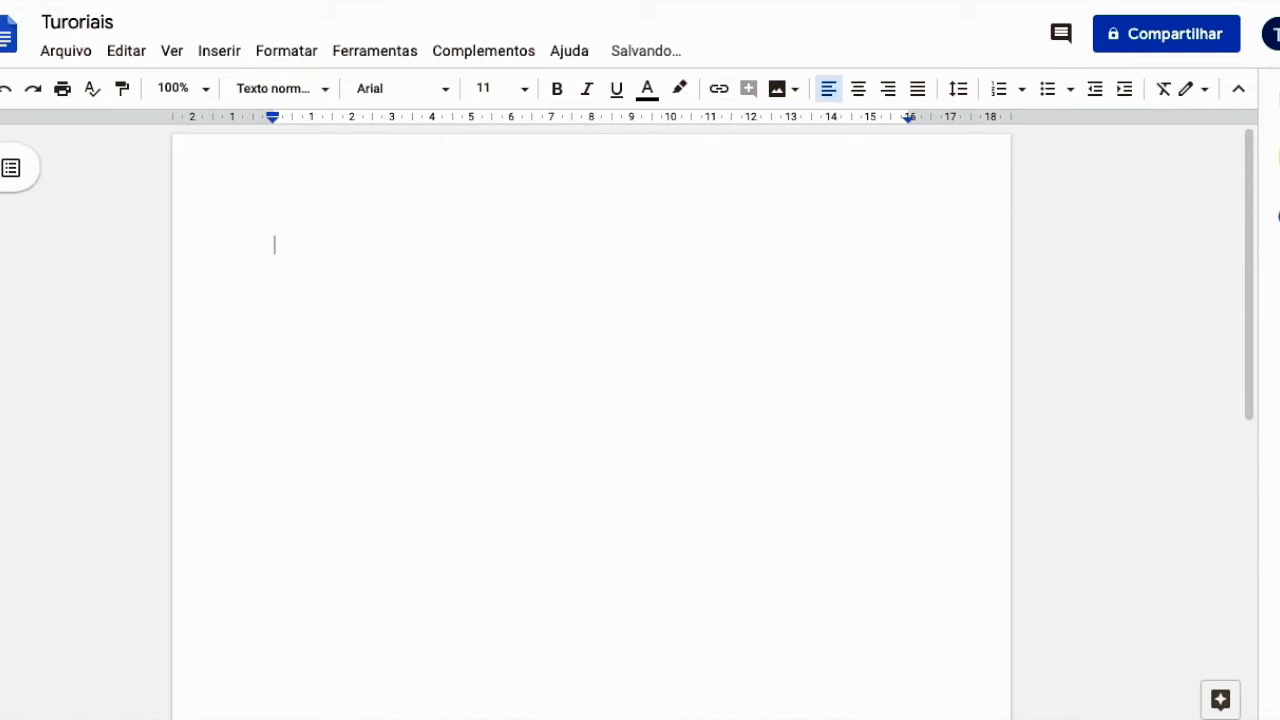 Turoriais
Arquivo Editar Ver Inserir Formatar Ferramentas Complementos Ajuda Salvando...
Compartilhar
100% Texto norm... Arial 11 B I U A
2 1 1 2 3 4 5 6 7 8 9 10 11 12 13 14 15 16 17 18